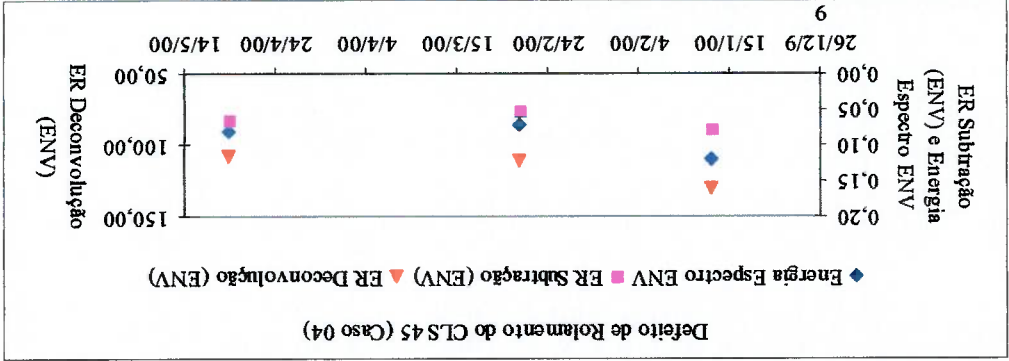 Defeito de Rolamento do CLS 45 (Caso 04)
Energia Espectro ENV ER Subtração (ENV) ER Deconvolução (ENV)
ER Subtração
(ENV) e Energia
Espectro ENV
0,20
0,15
0,10
0,05
0,00
150,00
100,00
50,00
ER Deconvolução
(ENV)
26/12/9 15/1/00 4/2/00 24/2/00 15/3/00 4/4/00 24/4/00 14/5/00
9